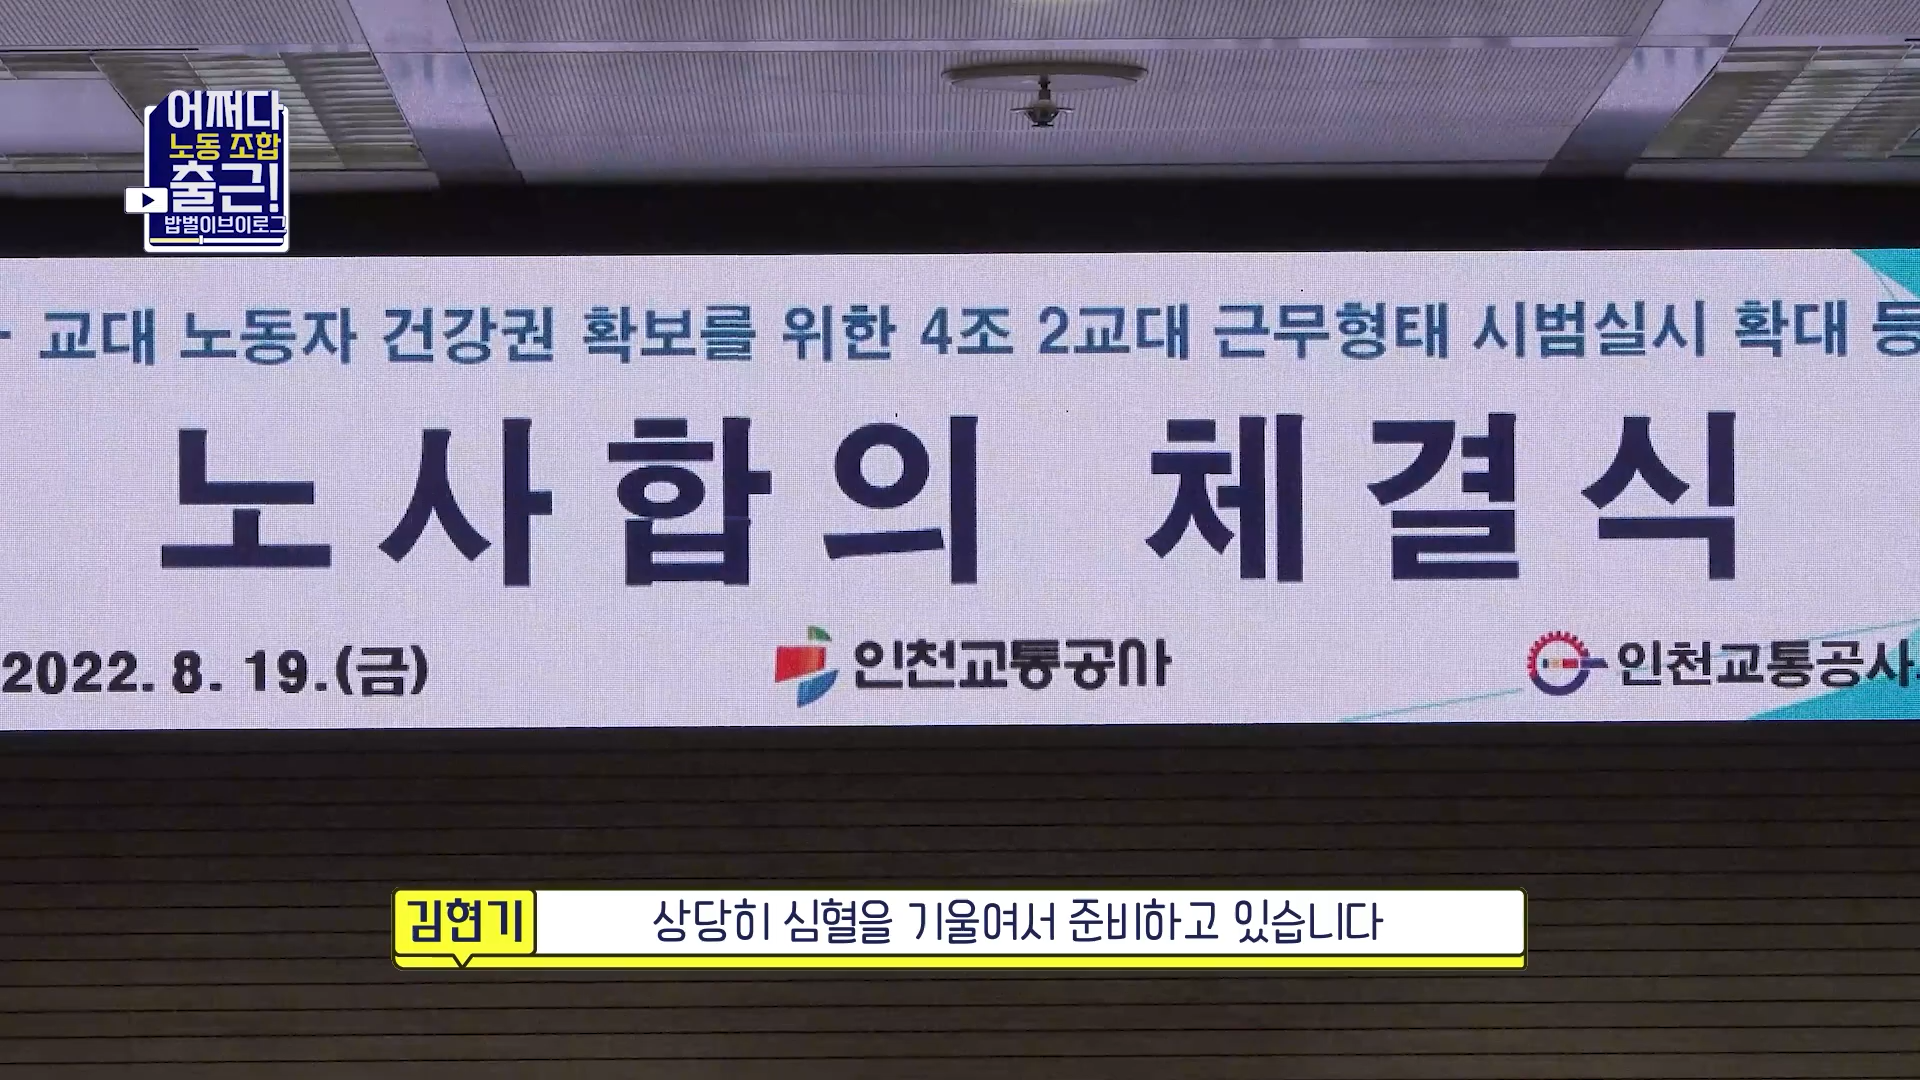 어쩌다
노동 조합
출근!
밥벌이브이로그
교대 노동자 건강권 확보를 위한 4조 2교대 근무형태 시범실시 확대 등
노사합의 체결식
2022. 8. 19.(금)
인천교통공사
인천교통공사
김현기
상당히 심혈을 기울여서 준비하고 있습니다